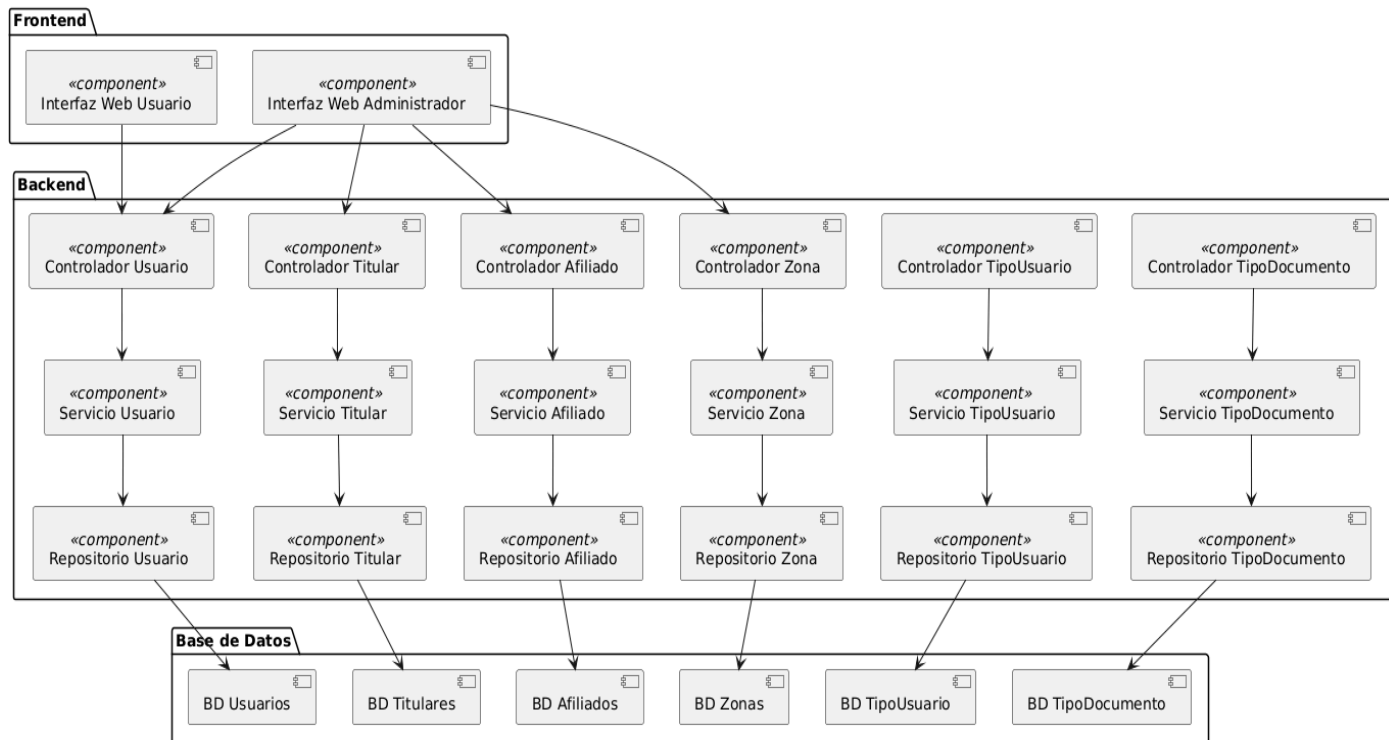 Frontend
«component»
Interfaz Web Usuario
«component»
Interfaz Web Administrador
Backend
«component»
Controlador Usuario
«component»
Controlador Titular
«component»
Controlador Afiliado
«component»
Controlador Zona
«component»
Controlador TipoUsuario
«component»
Controlador TipoDocumento
«component»
Servicio Usuario
«component»
Servicio Titular
«component»
Servicio Afiliado
«component»
Servicio Zona
«component»
Servicio TipoUsuario
«component»
Servicio TipoDocumento
«component»
Repositorio Usuario
«component»
Repositorio Titular
«component»
Repositorio Afiliado
«component»
Repositorio Zona
«component»
Repositorio TipoUsuario
«component»
Repositorio TipoDocumento
Base de Datos
BD Usuarios
BD Titulares
BD Afiliados
BD Zonas
BD TipoUsuario
BD TipoDocumento